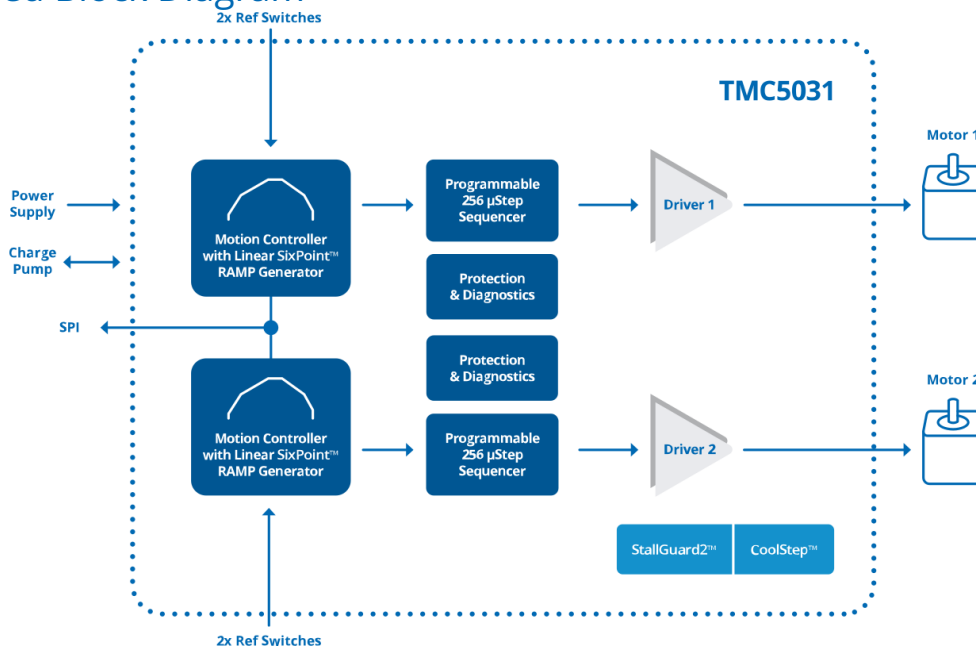 Block Diagram
2x Ref Switches
TMC5031
Motor 1
Power
Supply
Charge
Pump
SPI
Motion Controller
with Linear SixPoint™
RAMP Generator
Programmable
256 µStep
Sequencer
Driver 1
Protection
& Diagnostics
Protection
& Diagnostics
Motor 2
Motion Controller
with Linear SixPoint™
RAMP Generator
Programmable
256 µStep
Sequencer
Driver 2
StallGuard2™
CoolStep™
2x Ref Switches